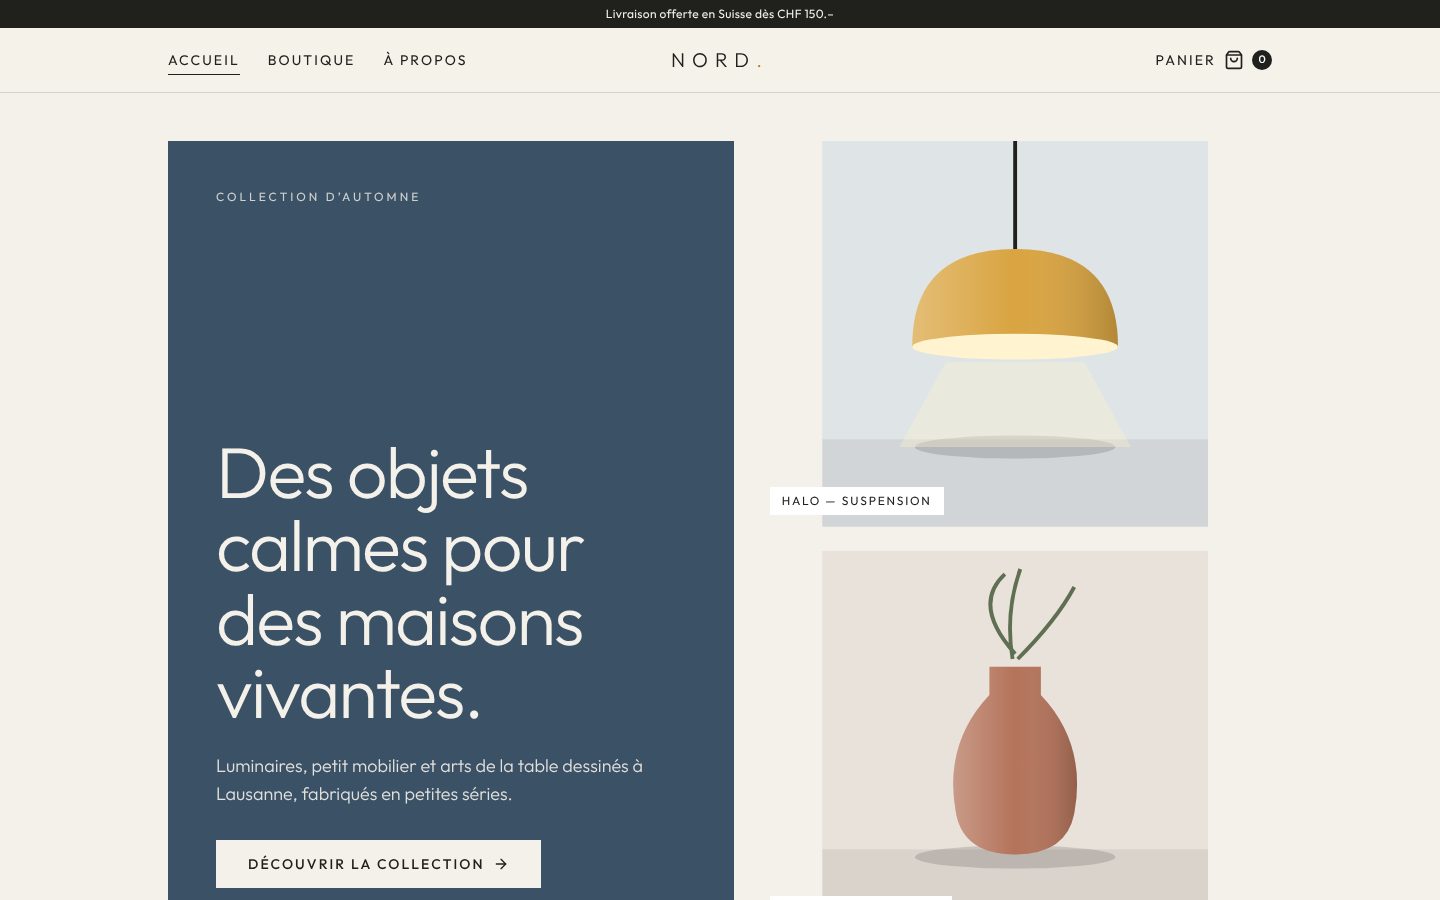 Livraison offerte en Suisse dès CHF 150.–
ACCUEIL
BOUTIQUE
À PROPOS
NORD.
PANIER
0
COLLECTION D’AUTOMNE
Des objets
calmes pour
des maisons
vivantes.
Luminaires, petit mobilier et arts de la table dessinés à
Lausanne, fabriqués en petites séries.
DÉCOUVRIR LA COLLECTION →
HALO — SUSPENSION